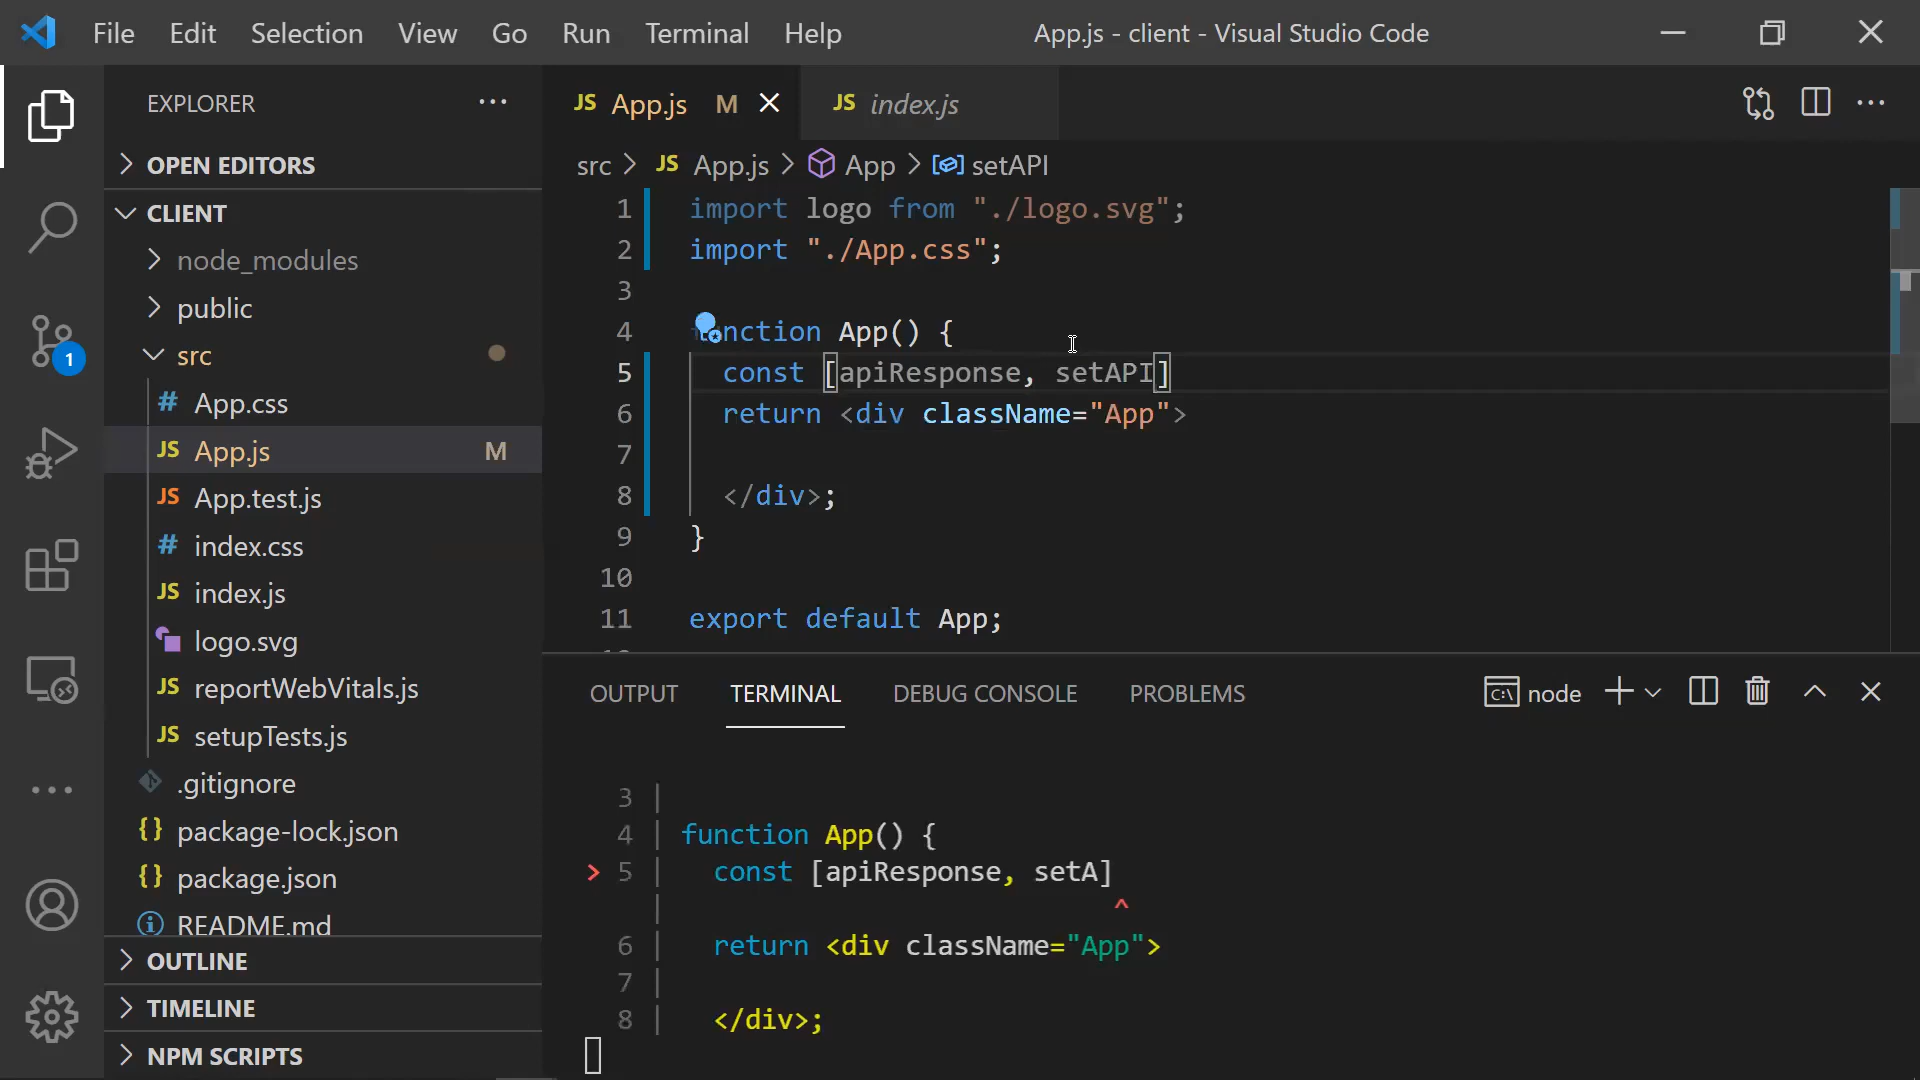 File Edit Selection View Go Run Terminal Help App.js - client - Visual Studio Code
EXPLORER
OPEN EDITORS
CLIENT
node_modules
public
src
# App.css
JS App.js M
JS App.test.js
# index.css
JS index.js
logo.svg
JS reportWebVitals.js
JS setupTests.js
.gitignore
{} package-lock.json
{} package.json
README.md
OUTLINE
TIMELINE
NPM SCRIPTS
1
JS App.js M JS index.js
src > JS App.js > App > setAPI
1 import logo from "./logo.svg";
2 import "./App.css";
3
4 function App() {
5 const [apiResponse, setAPI]
6 return <div className="App">
7
8 </div>;
9 }
10
11 export default App;
OUTPUT TERMINAL DEBUG CONSOLE PROBLEMS node
3 |
4 | function App() {
> 5 | const [apiResponse, setA]
| ^
6 | return <div className="App">
7 |
8 | </div>;